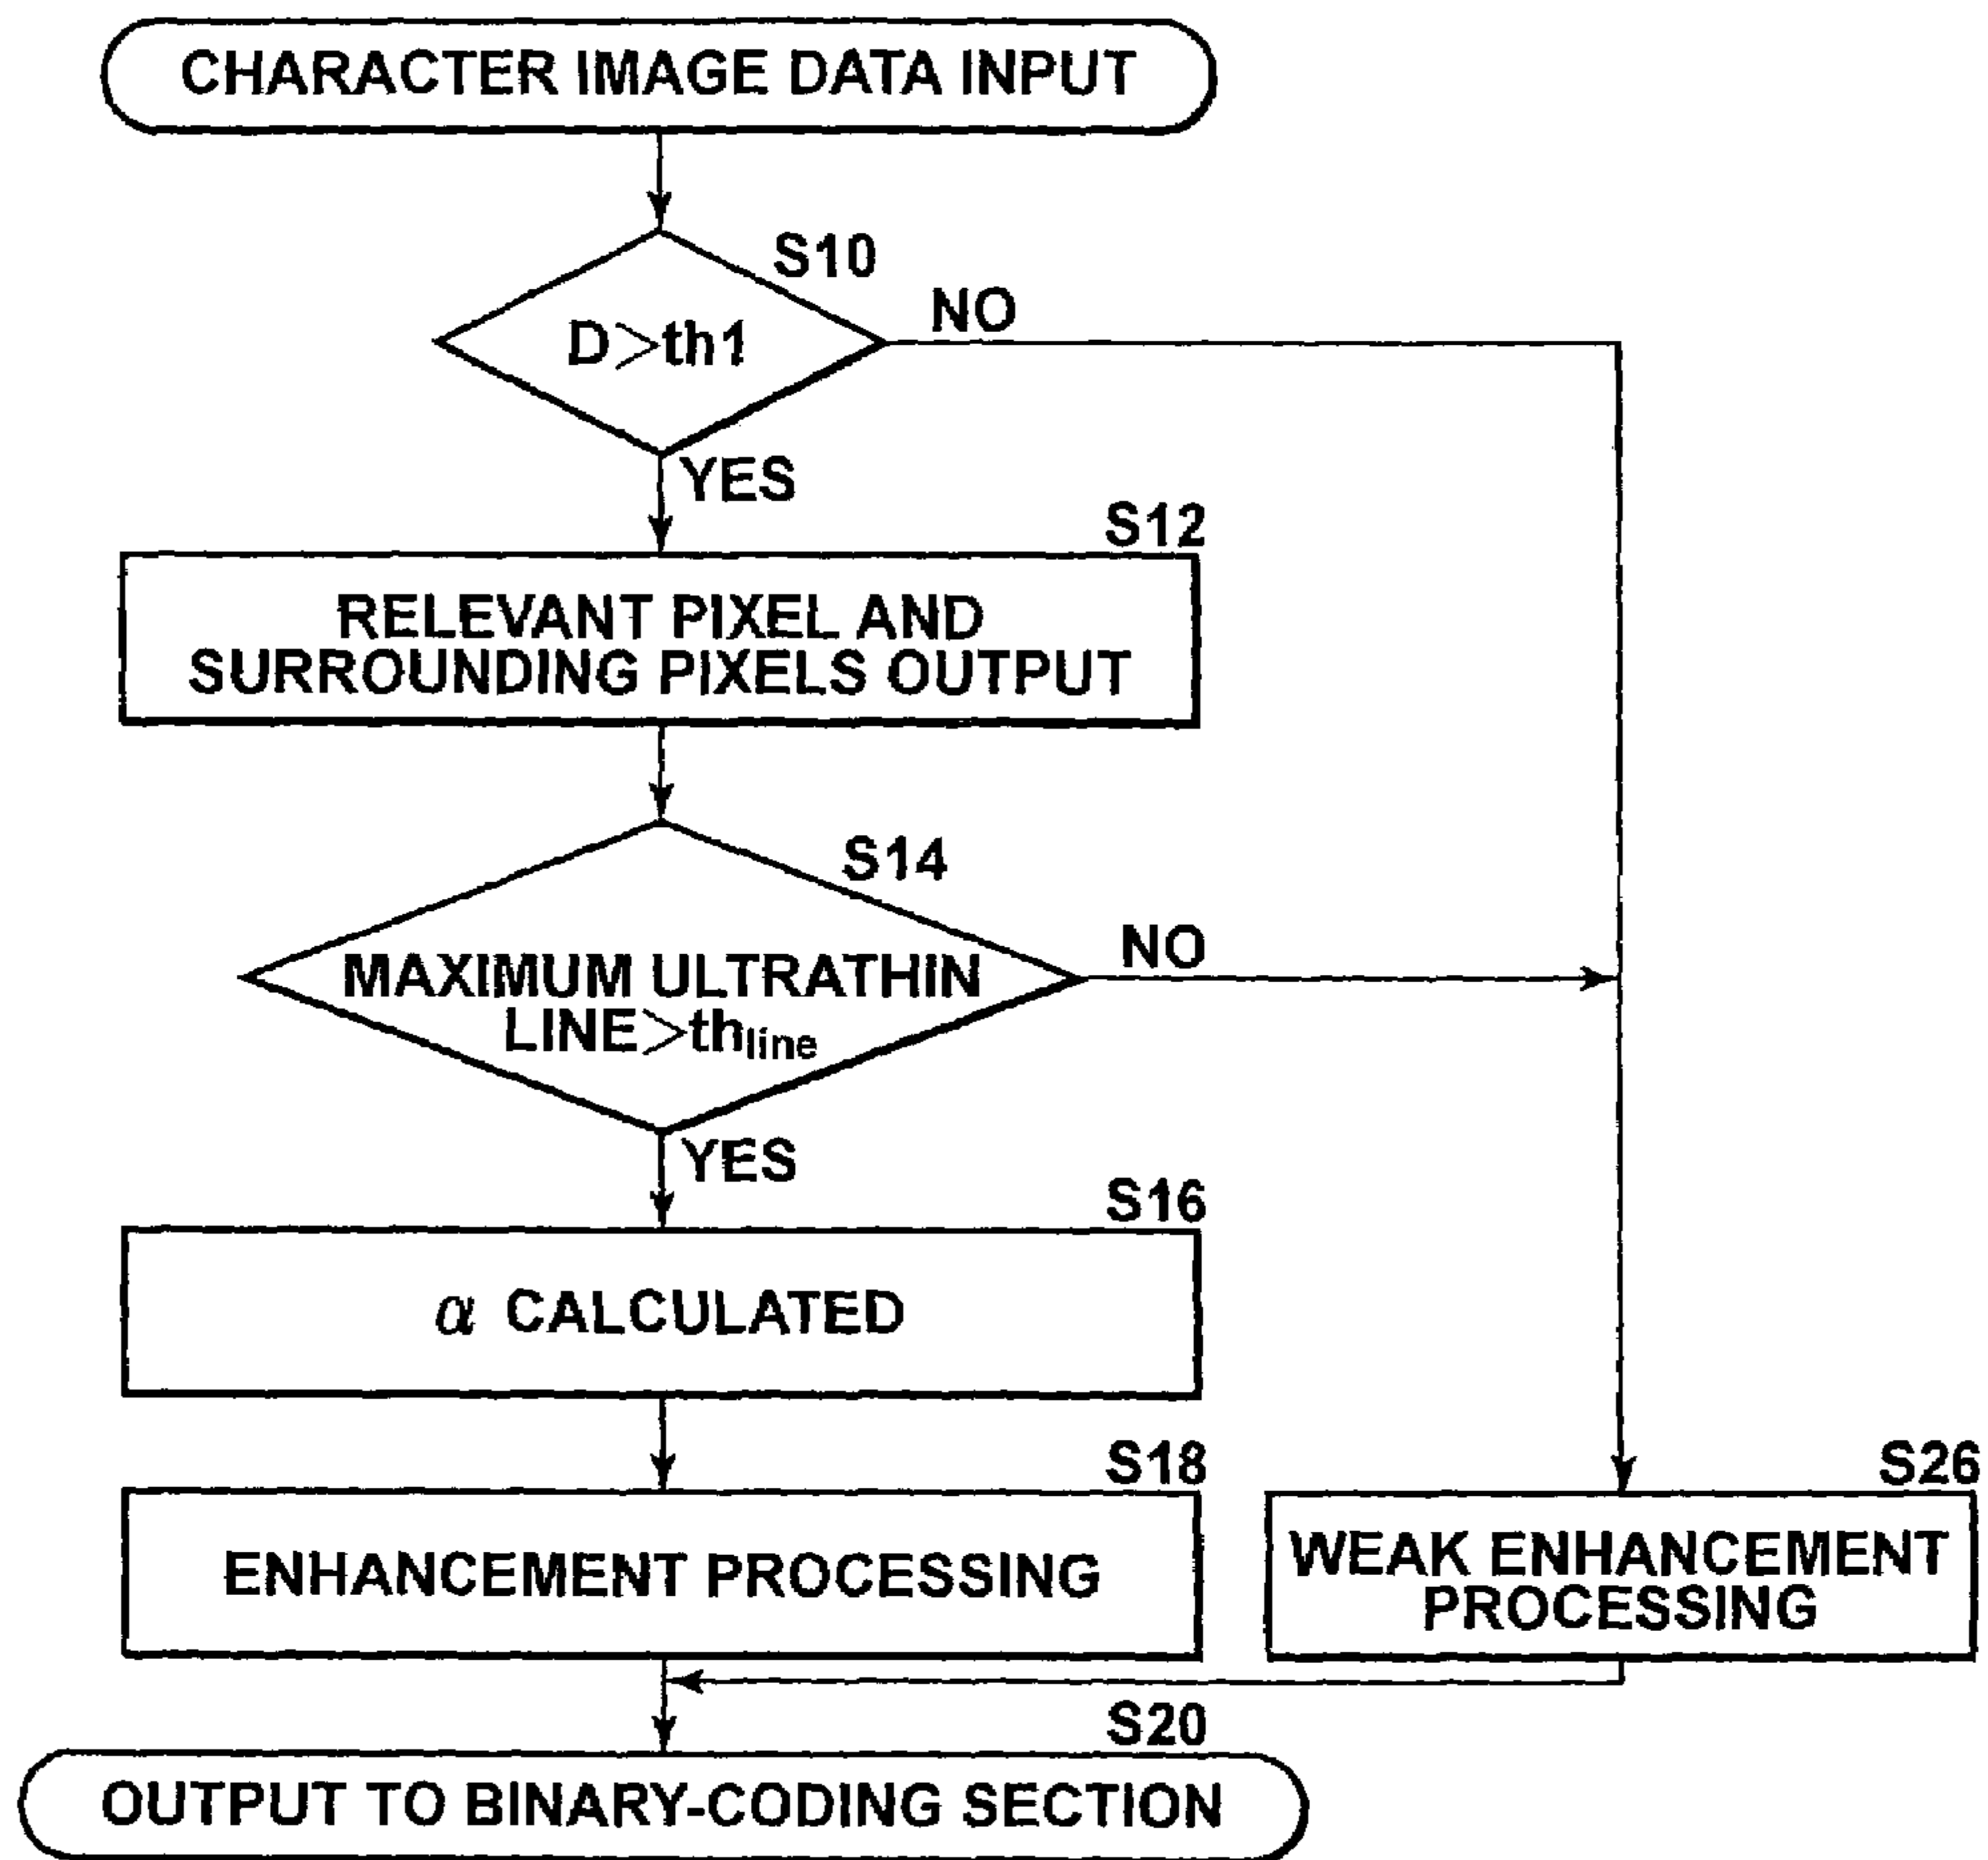 CHARACTER IMAGE DATA INPUT
S10
D>th1
NO
YES
S12
RELEVANT PIXEL AND
SURROUNDING PIXELS OUTPUT
S14
MAXIMUM ULTRATHIN
LINE>thline
NO
YES
S16
α CALCULATED
S18
ENHANCEMENT PROCESSING
S26
WEAK ENHANCEMENT
PROCESSING
S20
OUTPUT TO BINARY-CODING SECTION